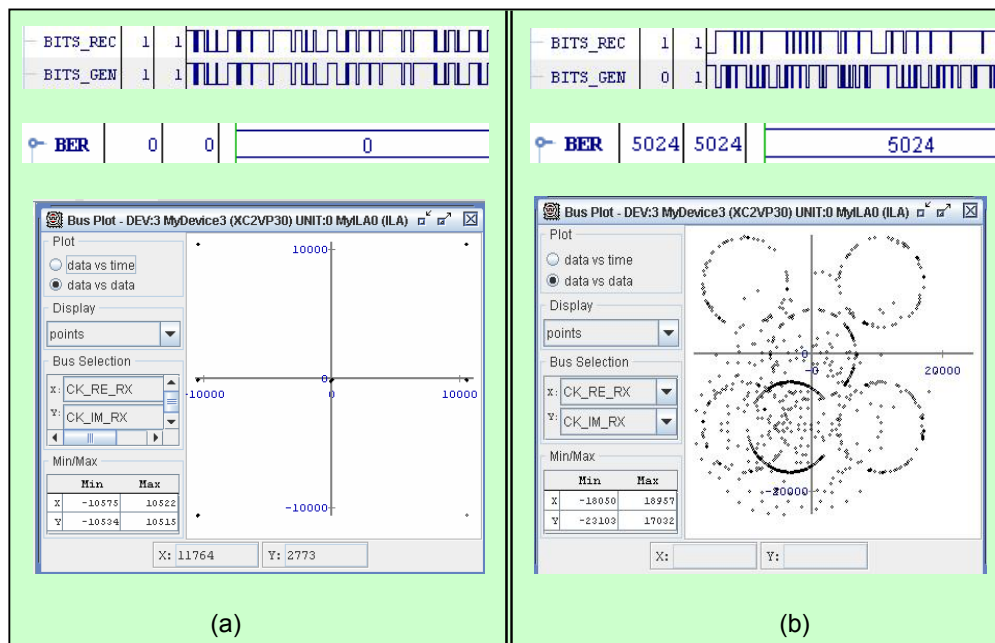 BITS_REC 1 1
BITS_GEN 1 1
BER 0 0 0
Bus Plot - DEV:3 MyDevice3 (XC2VP30) UNIT:0 MyILA0 (ILA)
Plot
data vs time
data vs data
Display
points
Bus Selection
X: CK_RE_RX
Y: CK_IM_RX
Min/Max
Min Max
X -10575 10522
Y -10534 10515
10000
0
-10000 0 10000
-10000
X: 11764 Y: 2773
(a)
BITS_REC 1 1
BITS_GEN 0 1
BER 5024 5024 5024
Bus Plot - DEV:3 MyDevice3 (XC2VP30) UNIT:0 MyILA0 (ILA)
Plot
data vs time
data vs data
Display
points
Bus Selection
X: CK_RE_RX
Y: CK_IM_RX
Min/Max
Min Max
X -18050 18957
Y -23103 17032
0
-0 20000
-20000
X: Y:
(b)